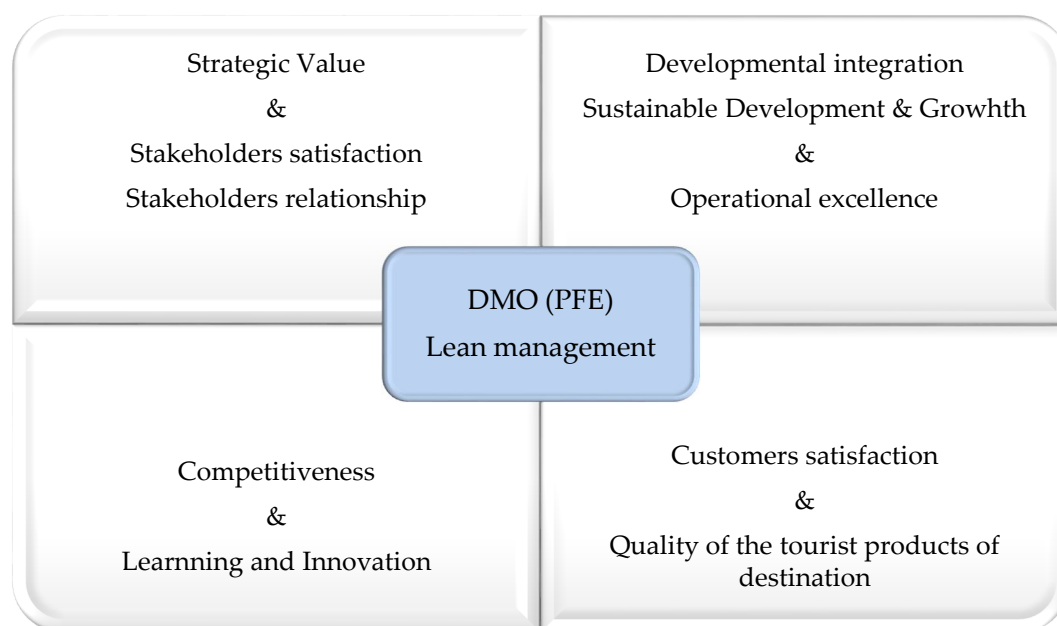 Strategic Value
&
Stakeholders satisfaction
Stakeholders relationship
Developmental integration
Sustainable Development & Growhth
&
Operational excellence
DMO (PFE)
Lean management
Competitiveness
&
Learnning and Innovation
Customers satisfaction
&
Quality of the tourist products of
destination